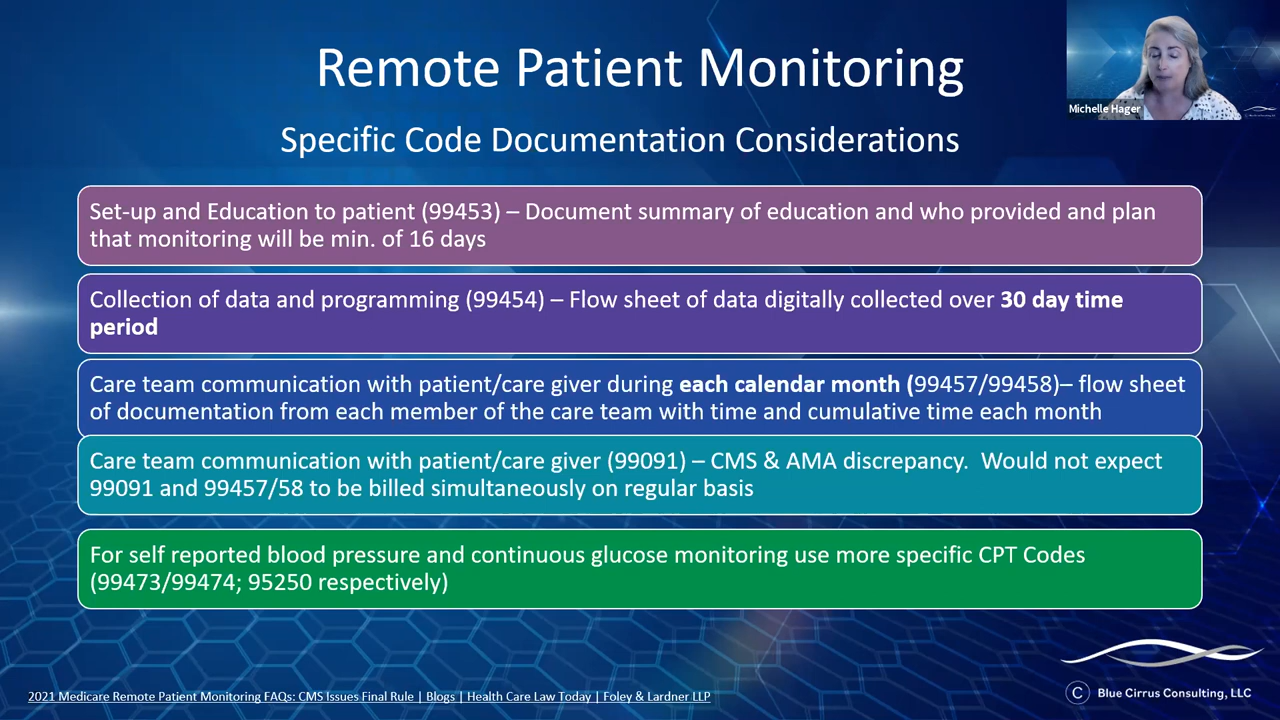 Remote Patient Monitoring
Michelle Hager
Specific Code Documentation Considerations
Set-up and Education to patient (99453) – Document summary of education and who provided and plan
that monitoring will be min. of 16 days
Collection of data and programming (99454) – Flow sheet of data digitally collected over 30 day time
period
Care team communication with patient/care giver during each calendar month (99457/99458)– flow sheet
of documentation from each member of the care team with time and cumulative time each month
Care team communication with patient/care giver (99091) – CMS & AMA discrepancy.  Would not expect
99091 and 99457/58 to be billed simultaneously on regular basis
For self reported blood pressure and continuous glucose monitoring use more specific CPT Codes
(99473/99474; 95250 respectively)
2021 Medicare Remote Patient Monitoring FAQs: CMS Issues Final Rule | Blogs | Health Care Law Today | Foley & Lardner LLP
© Blue Cirrus Consulting, LLC